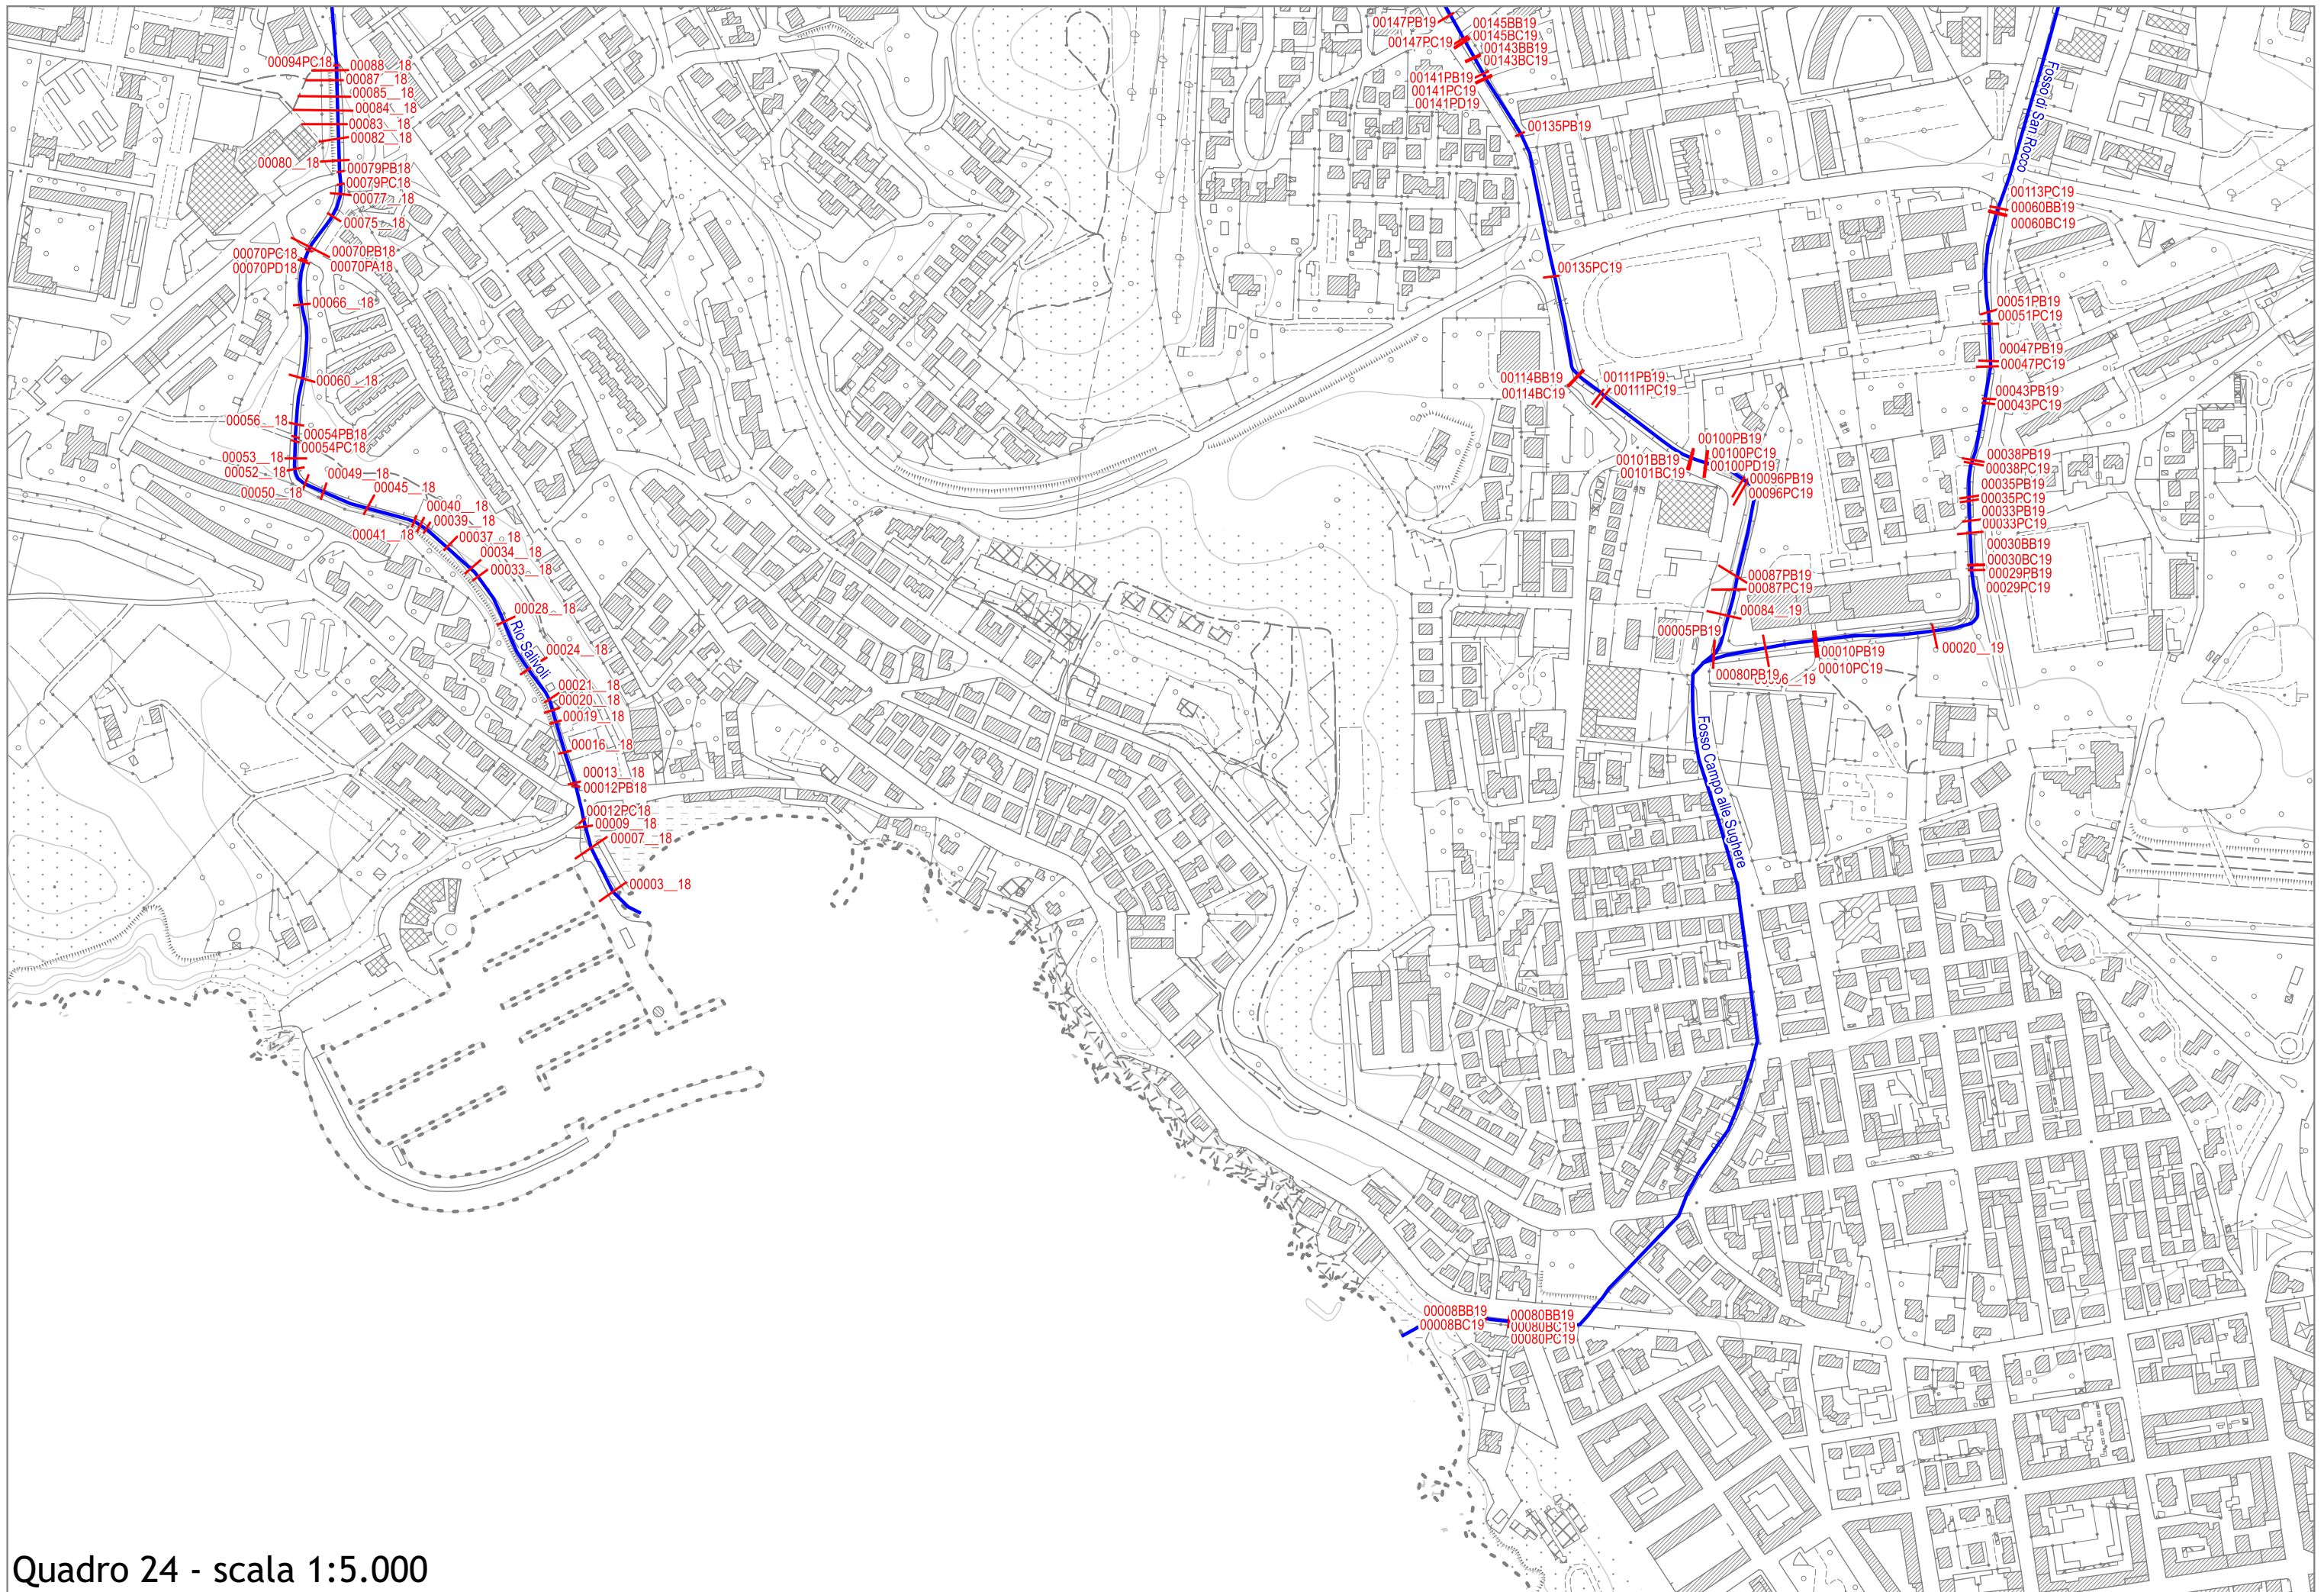 00094PC18
00088__18
00087__18
00085__18
00084__18
00083__18
00082__18
00080__18
00079PB18
00079PC18
00077__18
00075__18
00070PC18
00070PD18
00070PB18
00070PA18
00066__18
00060__18
00056__18
00054PB18
00054PC18
00053__18
00052__18
00050__18
00049__18
00045__18
00041__18
00040__18
00039__18
00037__18
00034__18
00033__18
00028__18
Rio Salivoli
00024__18
00021__18
00020__18
00019__18
00016__18
00013__18
00012PB18
00012PC18
00009__18
00007__18
00003__18
00147PB19
00147PC19
00145BB19
00145BC19
00143BB19
00143BC19
00141PB19
00141PC19
00141PD19
00135PB19
00135PC19
00114BB19
00114BC19
00111PB19
00111PC19
00101BB19
00101BC19
00100PB19
00100PC19
00100PD19
00096PB19
00096PC19
00087PB19
00087PC19
00084__19
00005PB19
00080PB19
00010PB19
00010PC19
00020__19
Fosso Campo alle Sughere
Fosso di San Rocco
00113PC19
00060BB19
00060BC19
00051PB19
00051PC19
00047PB19
00047PC19
00043PB19
00043PC19
00038PB19
00038PC19
00035PB19
00035PC19
00033PB19
00033PC19
00030BB19
00030BC19
00029PB19
00029PC19
00008BB19
00008BC19
00080BB19
00080BC19
00080PC19
Quadro 24 - scala 1:5.000